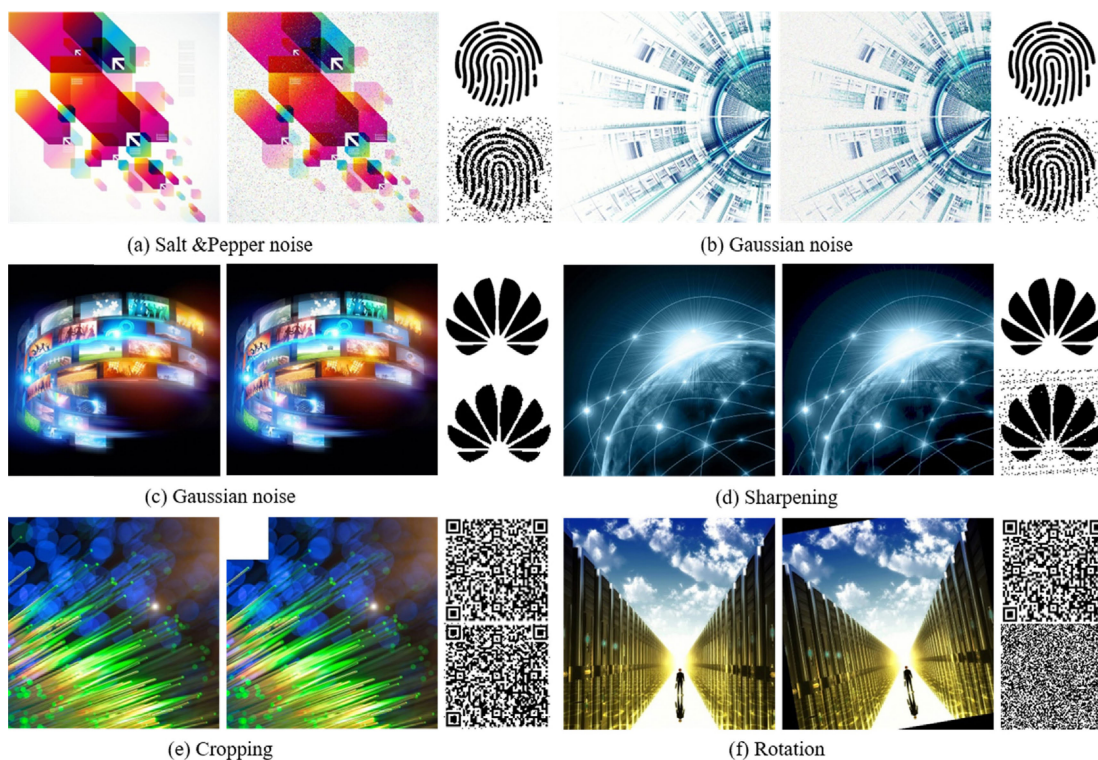 (a) Salt &Pepper noise
(b) Gaussian noise
(c) Gaussian noise
(d) Sharpening
(e) Cropping
(f) Rotation